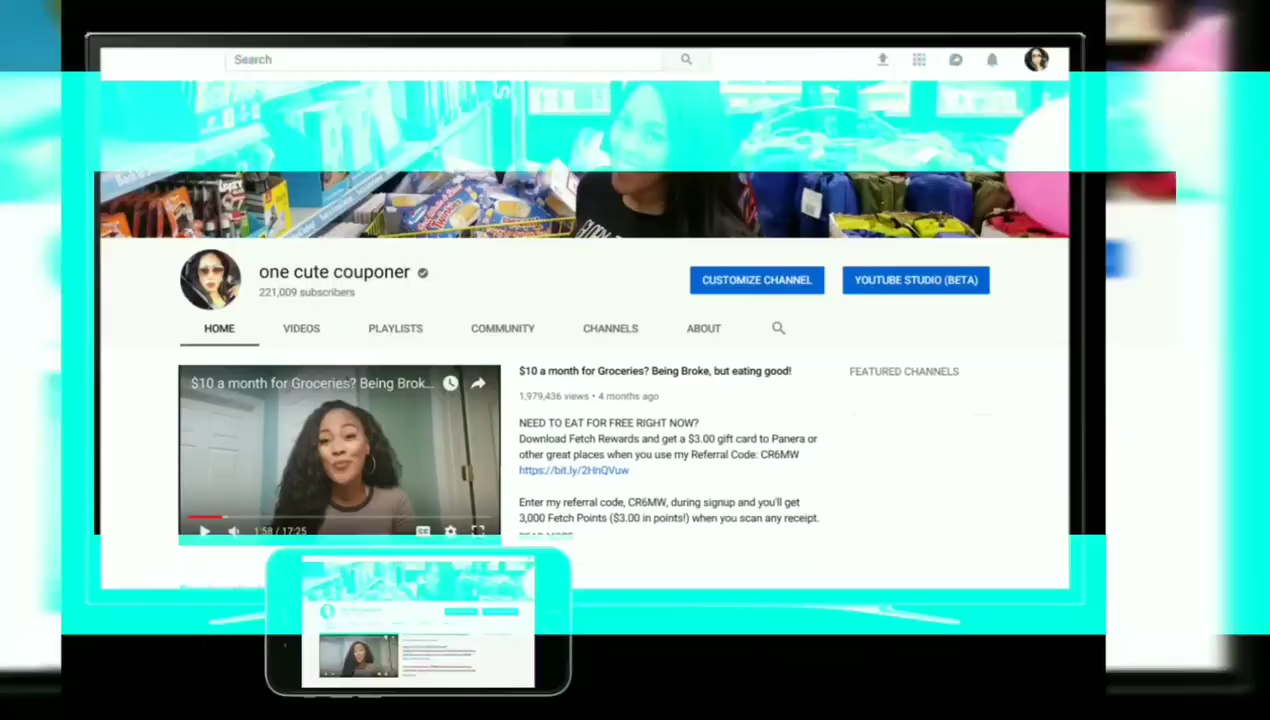 Search
one cute couponer
221,009 subscribers
CUSTOMIZE CHANNEL
YOUTUBE STUDIO (BETA)
HOME
VIDEOS
PLAYLISTS
COMMUNITY
CHANNELS
ABOUT
$10 a month for Groceries? Being Brok...
1:58 / 17:25
$10 a month for Groceries? Being Broke, but eating good!
1,979,436 views • 4 months ago
NEED TO EAT FOR FREE RIGHT NOW?
Download Fetch Rewards and get a $3.00 gift card to Panera or
other great places when you use my Referral Code: CR6MW
https://bit.ly/2HnQVuw
Enter my referral code, CR6MW, during signup and you'll get
3,000 Fetch Points ($3.00 in points!) when you scan any receipt.
READ MORE
FEATURED CHANNELS